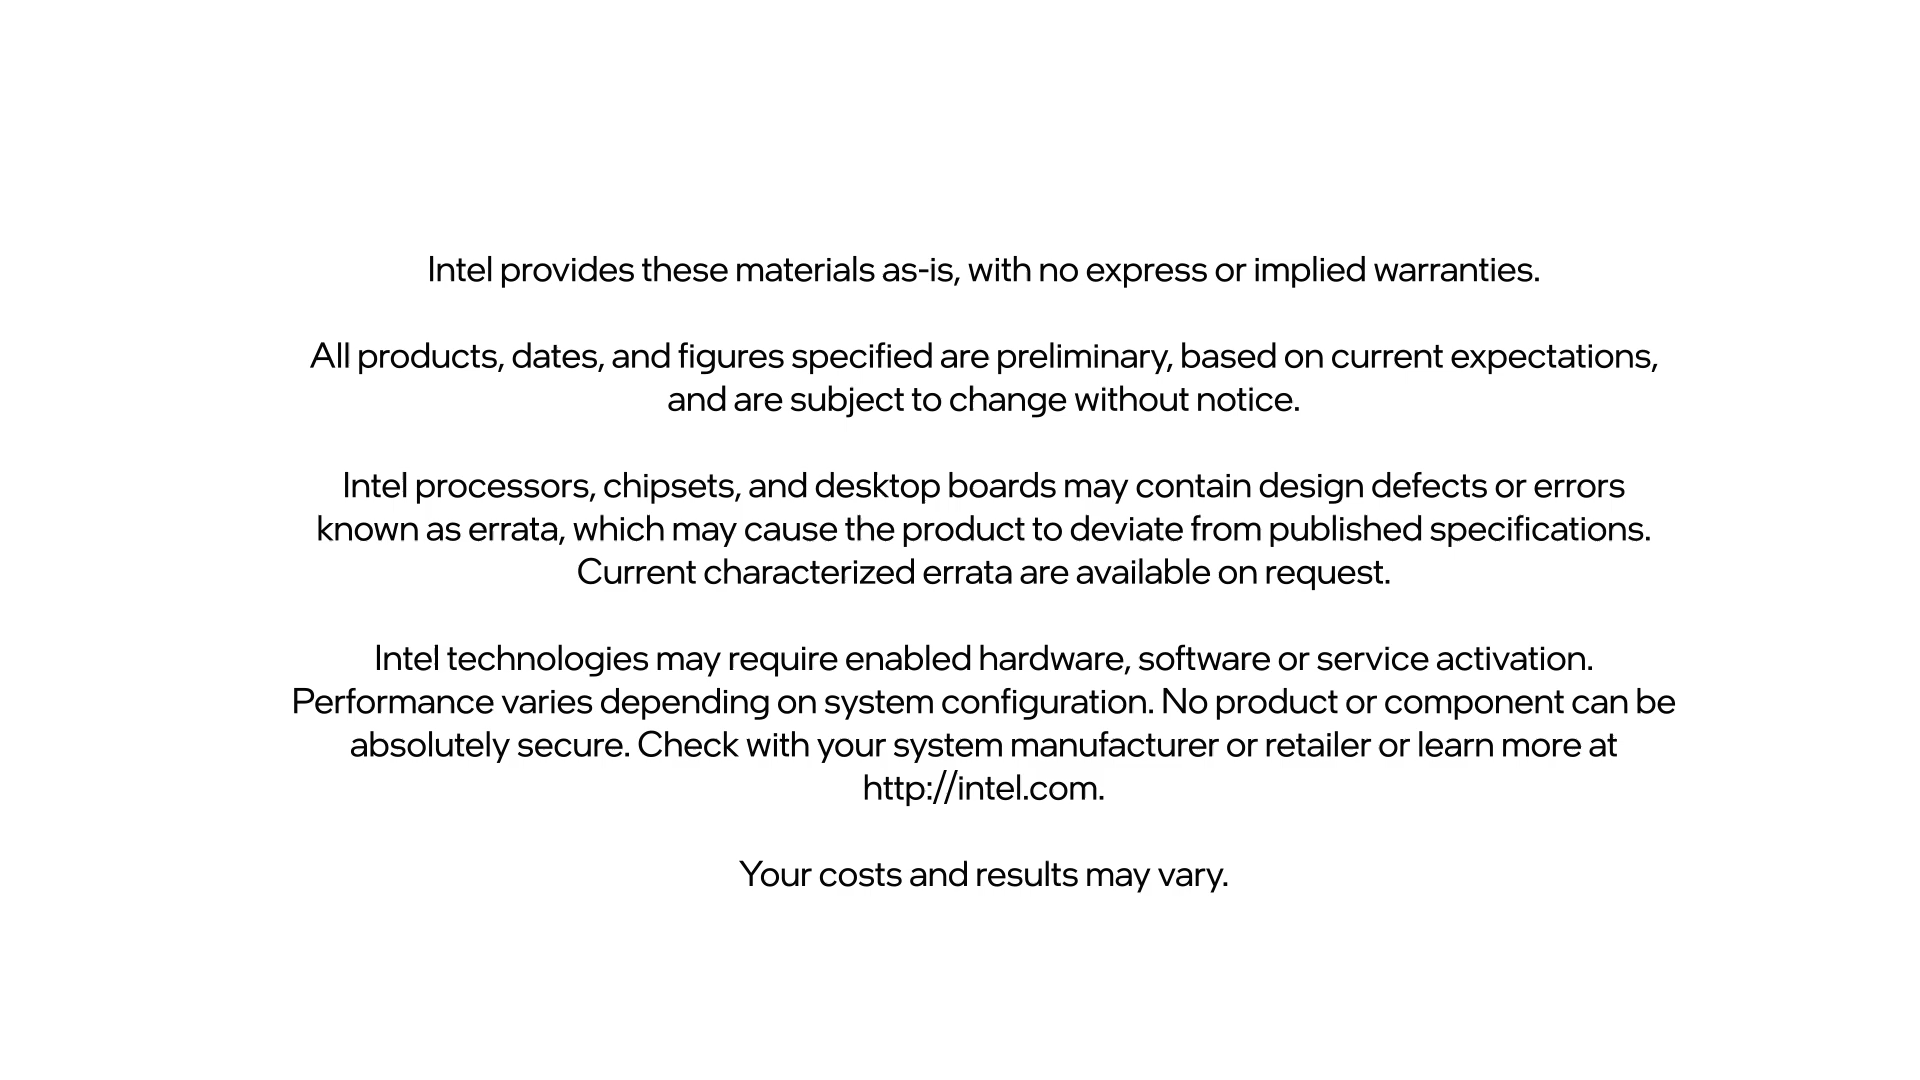 Intel provides these materials as-is, with no express or implied warranties.
All products, dates, and figures specified are preliminary, based on current expectations,
and are subject to change without notice.
Intel processors, chipsets, and desktop boards may contain design defects or errors
known as errata, which may cause the product to deviate from published specifications.
Current characterized errata are available on request.
Intel technologies may require enabled hardware, software or service activation.
Performance varies depending on system configuration. No product or component can be
absolutely secure. Check with your system manufacturer or retailer or learn more at
http://intel.com.
Your costs and results may vary.